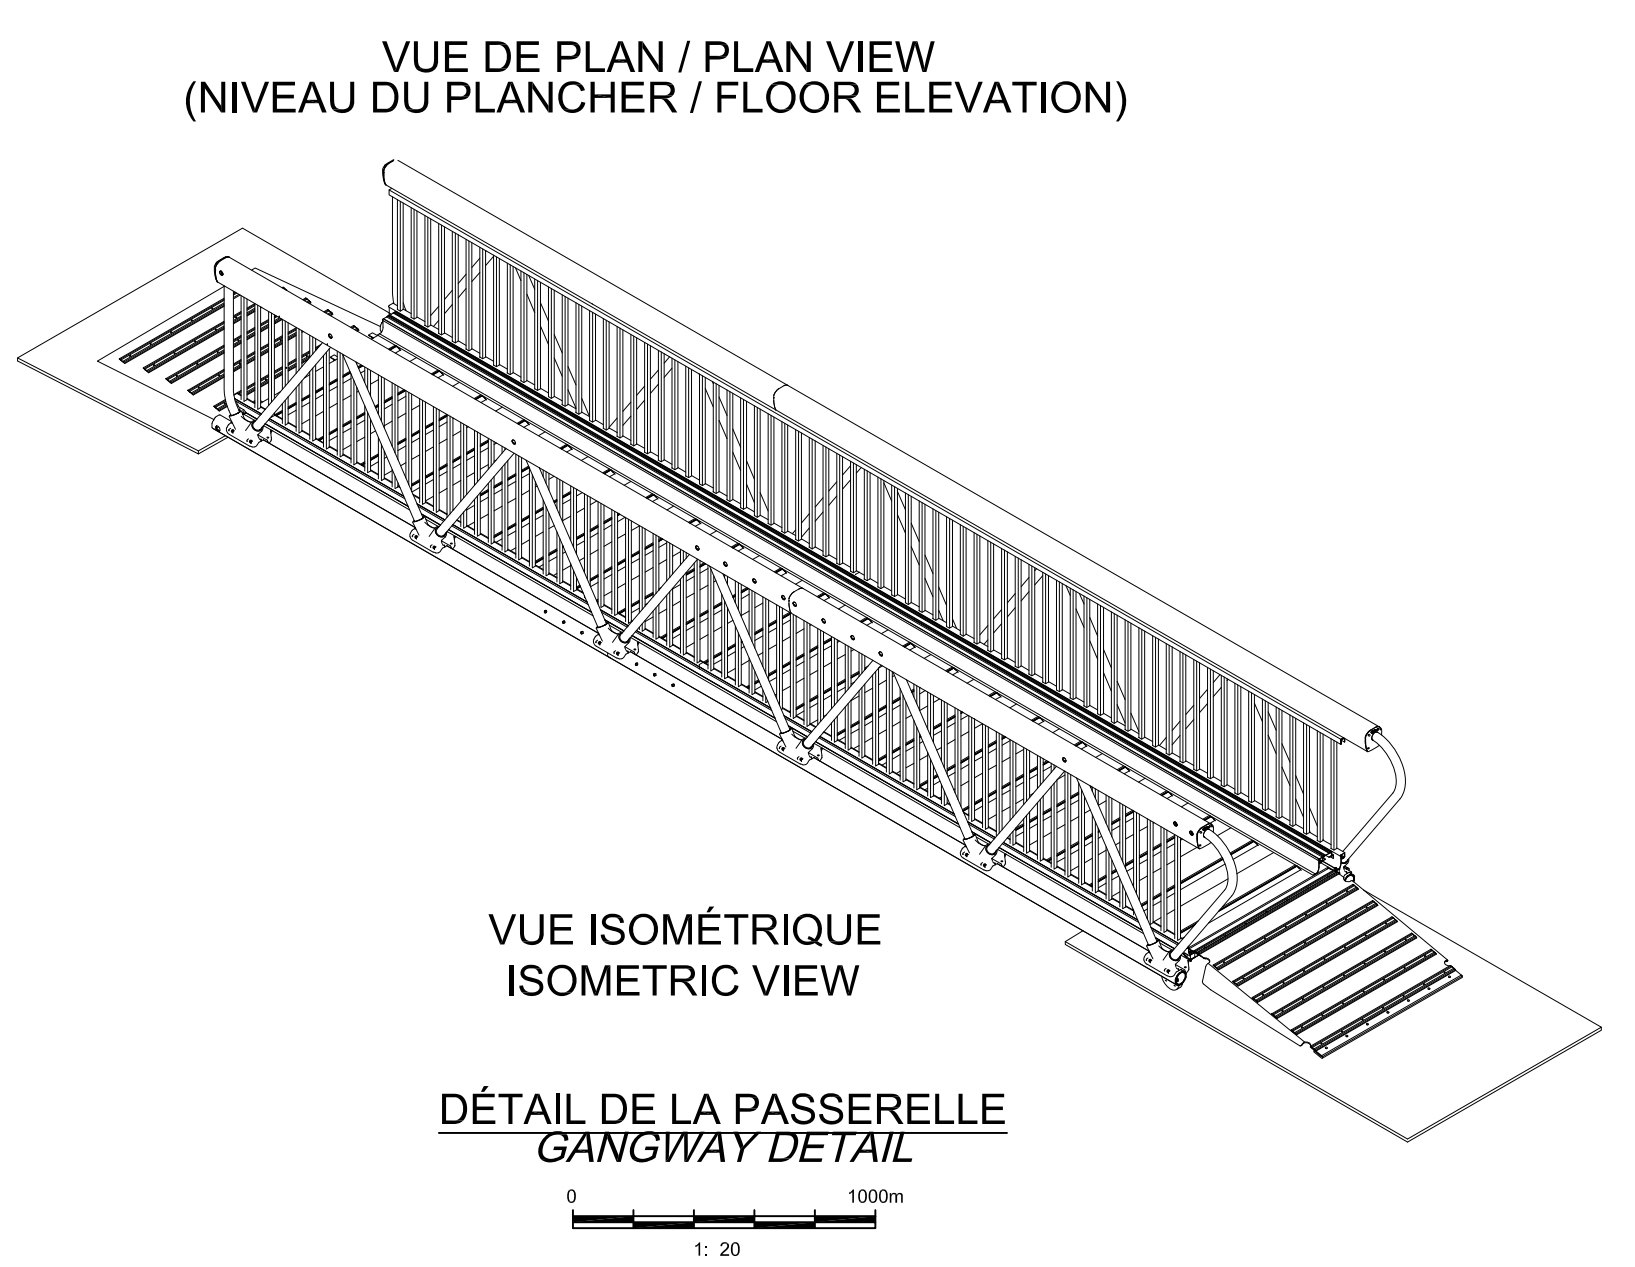 VUE DE PLAN / PLAN VIEW
(NIVEAU DU PLANCHER / FLOOR ELEVATION)
VUE ISOMÉTRIQUE
ISOMETRIC VIEW
DÉTAIL DE LA PASSERELLE
GANGWAY DETAIL
0 1000m
1: 20